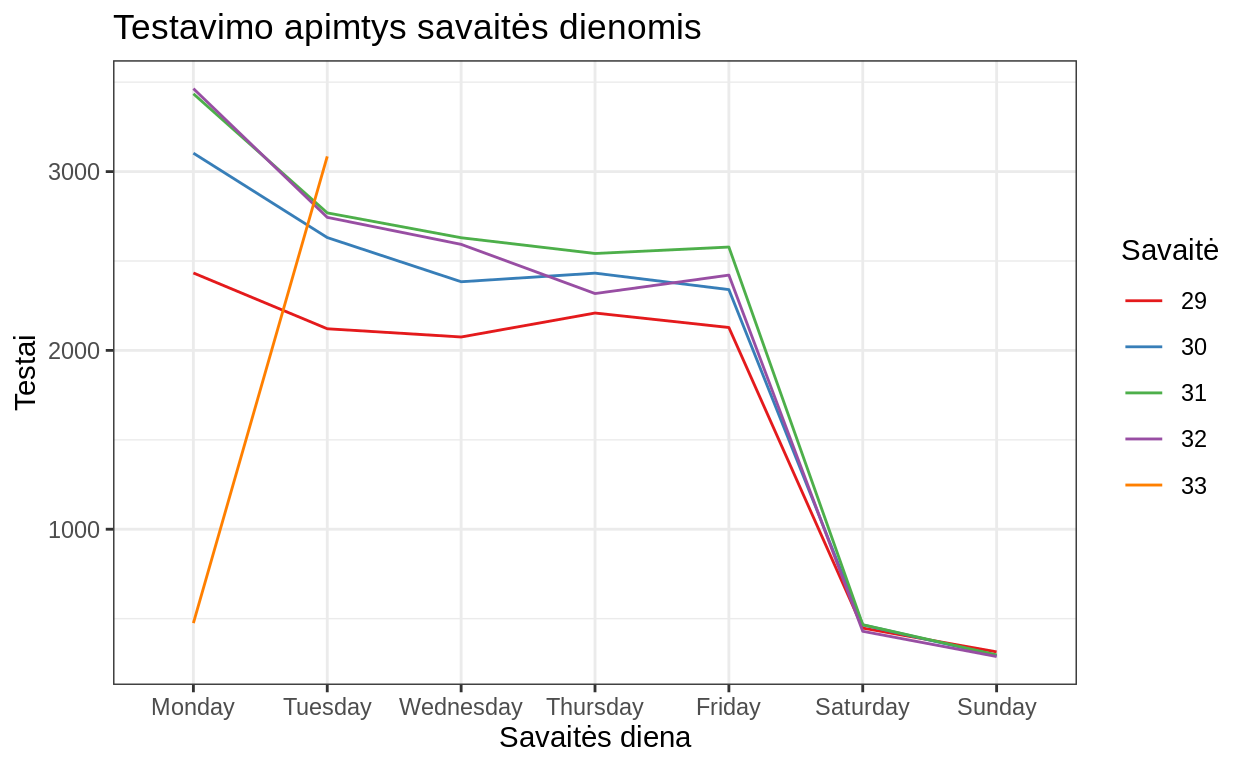 Testavimo apimtys savaitės dienomis
Testai
3000
2000
1000
Monday Tuesday Wednesday Thursday Friday Saturday Sunday
Savaitės diena
Savaitė
29
30
31
32
33